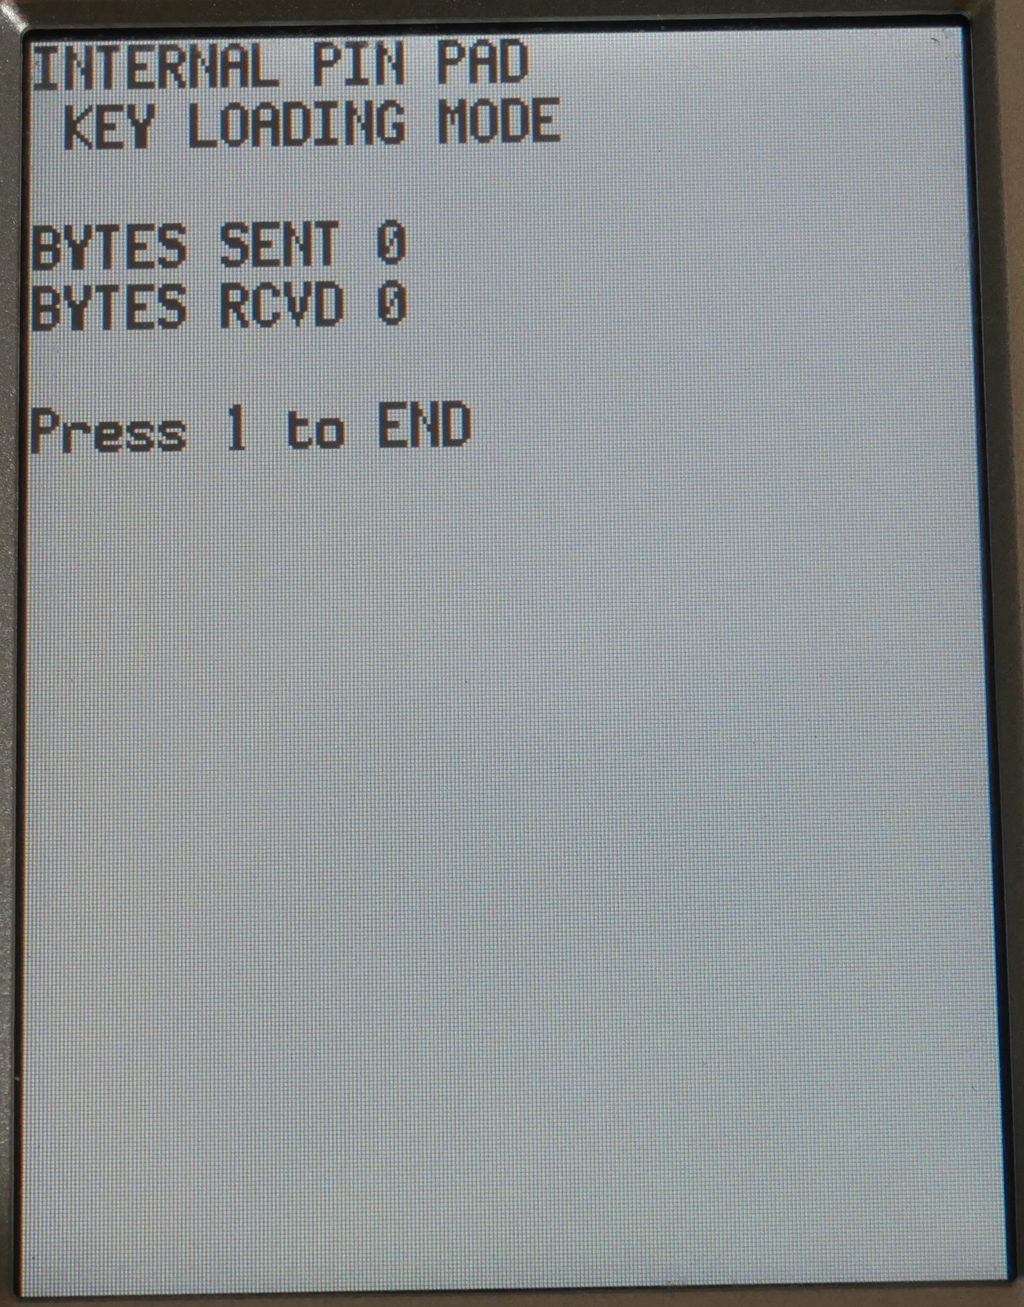 INTERNAL PIN PAD
KEY LOADING MODE
BYTES SENT 0
BYTES RCVD 0
Press 1 to END